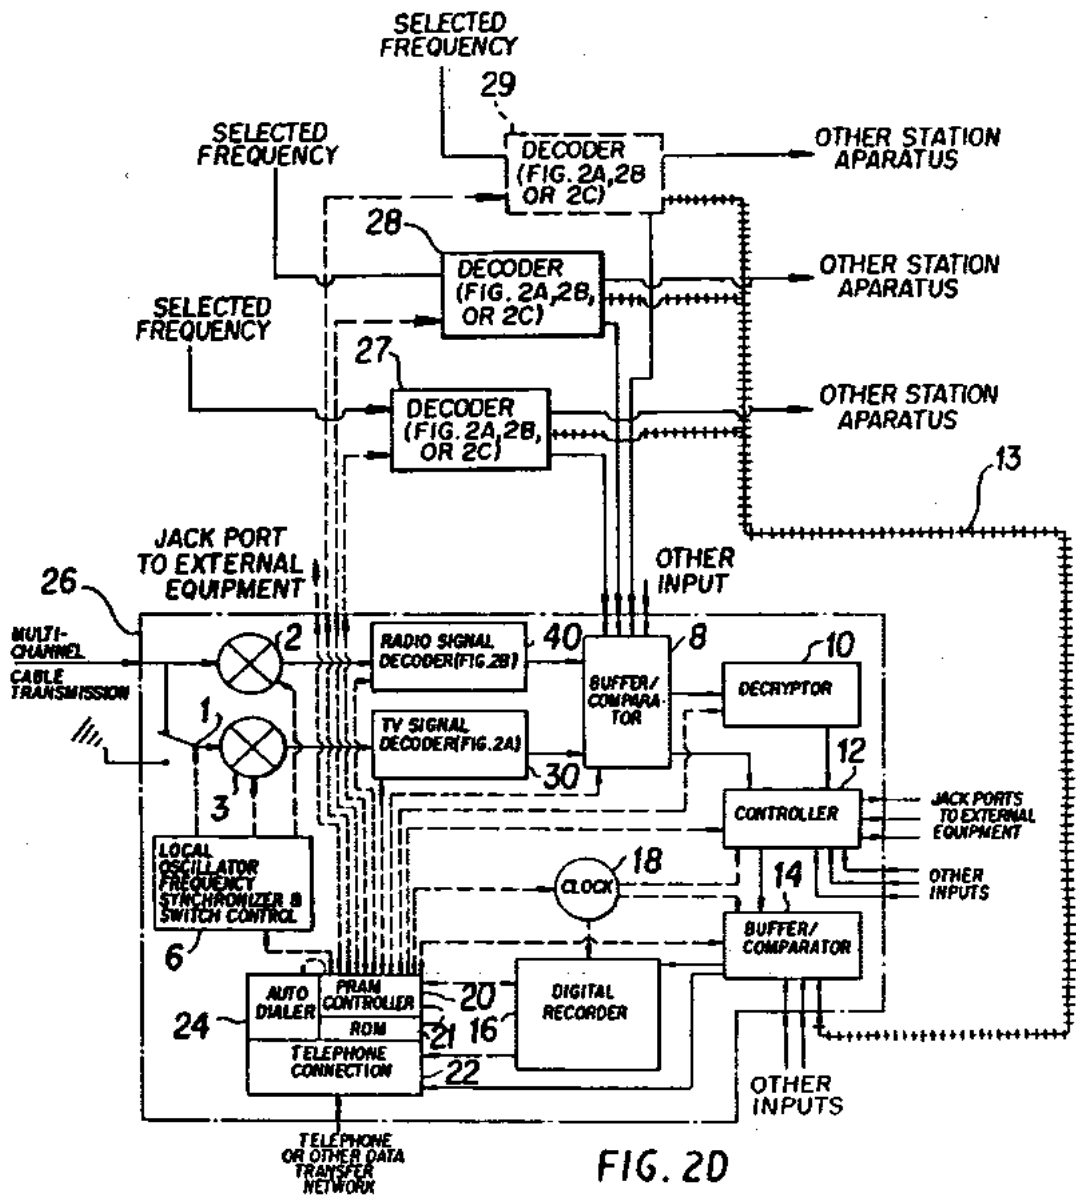 SELECTED
FREQUENCY
29
SELECTED
FREQUENCY
DECODER
(FIG. 2A, 2B
OR 2C)
OTHER STATION
APPARATUS
28
DECODER
(FIG. 2A, 2B,
OR 2C)
OTHER STATION
APPARATUS
SELECTED
FREQUENCY
27
DECODER
(FIG. 2A, 2B,
OR 2C)
OTHER STATION
APPARATUS
13
JACK PORT
TO EXTERNAL
EQUIPMENT
OTHER
INPUT
26
MULTI-
CHANNEL
CABLE
TRANSMISSION
2
RADIO SIGNAL
DECODER (FIG. 2B)
40
8
BUFFER/
COMPARA-
TOR
10
DECRYPTOR
1
TV SIGNAL
DECODER (FIG. 2A)
30
3
12
CONTROLLER
JACK PORTS
TO EXTERNAL
EQUIPMENT
LOCAL
OSCILLATOR
FREQUENCY
SYNCHRONIZER &
SWITCH CONTROL
6
CLOCK
18
14
OTHER
INPUTS
BUFFER/
COMPARATOR
AUTO
DIALER
24
PRAM
CONTROLLER
20
ROM
21
16
DIGITAL
RECORDER
TELEPHONE
CONNECTION
22
OTHER
INPUTS
TELEPHONE
OR OTHER DATA
TRANSFER
NETWORK
FIG. 2D